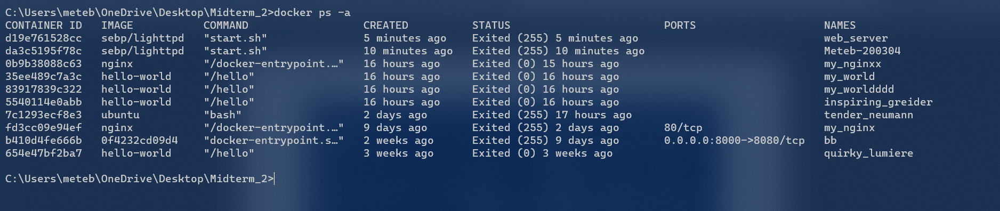 C:\Users\meteb\OneDrive\Desktop\Midterm_2>docker ps -a
CONTAINER ID   IMAGE           COMMAND                  CREATED          STATUS                        PORTS                    NAMES
d19e761528cc   sebp/lighttpd   "start.sh"               5 minutes ago    Exited (255) 5 minutes ago                             web_server
da3c5195f78c   sebp/lighttpd   "start.sh"               10 minutes ago   Exited (255) 10 minutes ago                            Meteb-200304
0b9b38088c63   nginx           "/docker-entrypoint.…"   16 hours ago     Exited (0) 15 hours ago                                my_nginxx
35ee489c7a3c   hello-world     "/hello"                 16 hours ago     Exited (0) 16 hours ago                                my_world
83917839c322   hello-world     "/hello"                 16 hours ago     Exited (0) 16 hours ago                                my_worldddd
5540114e0abb   hello-world     "/hello"                 16 hours ago     Exited (0) 16 hours ago                                inspiring_greider
7c1293ecf8e3   ubuntu          "bash"                   2 days ago       Exited (255) 17 hours ago                              tender_neumann
fd3cc09e94ef   nginx           "/docker-entrypoint.…"   9 days ago       Exited (255) 2 days ago       80/tcp                   my_nginx
b410d4fe666b   0f4232cd09d4    "docker-entrypoint.s…"   2 weeks ago      Exited (255) 9 days ago       0.0.0.0:8000->8080/tcp   bb
654e47bf2ba7   hello-world     "/hello"                 3 weeks ago      Exited (0) 3 weeks ago                                 quirky_lumiere
C:\Users\meteb\OneDrive\Desktop\Midterm_2>